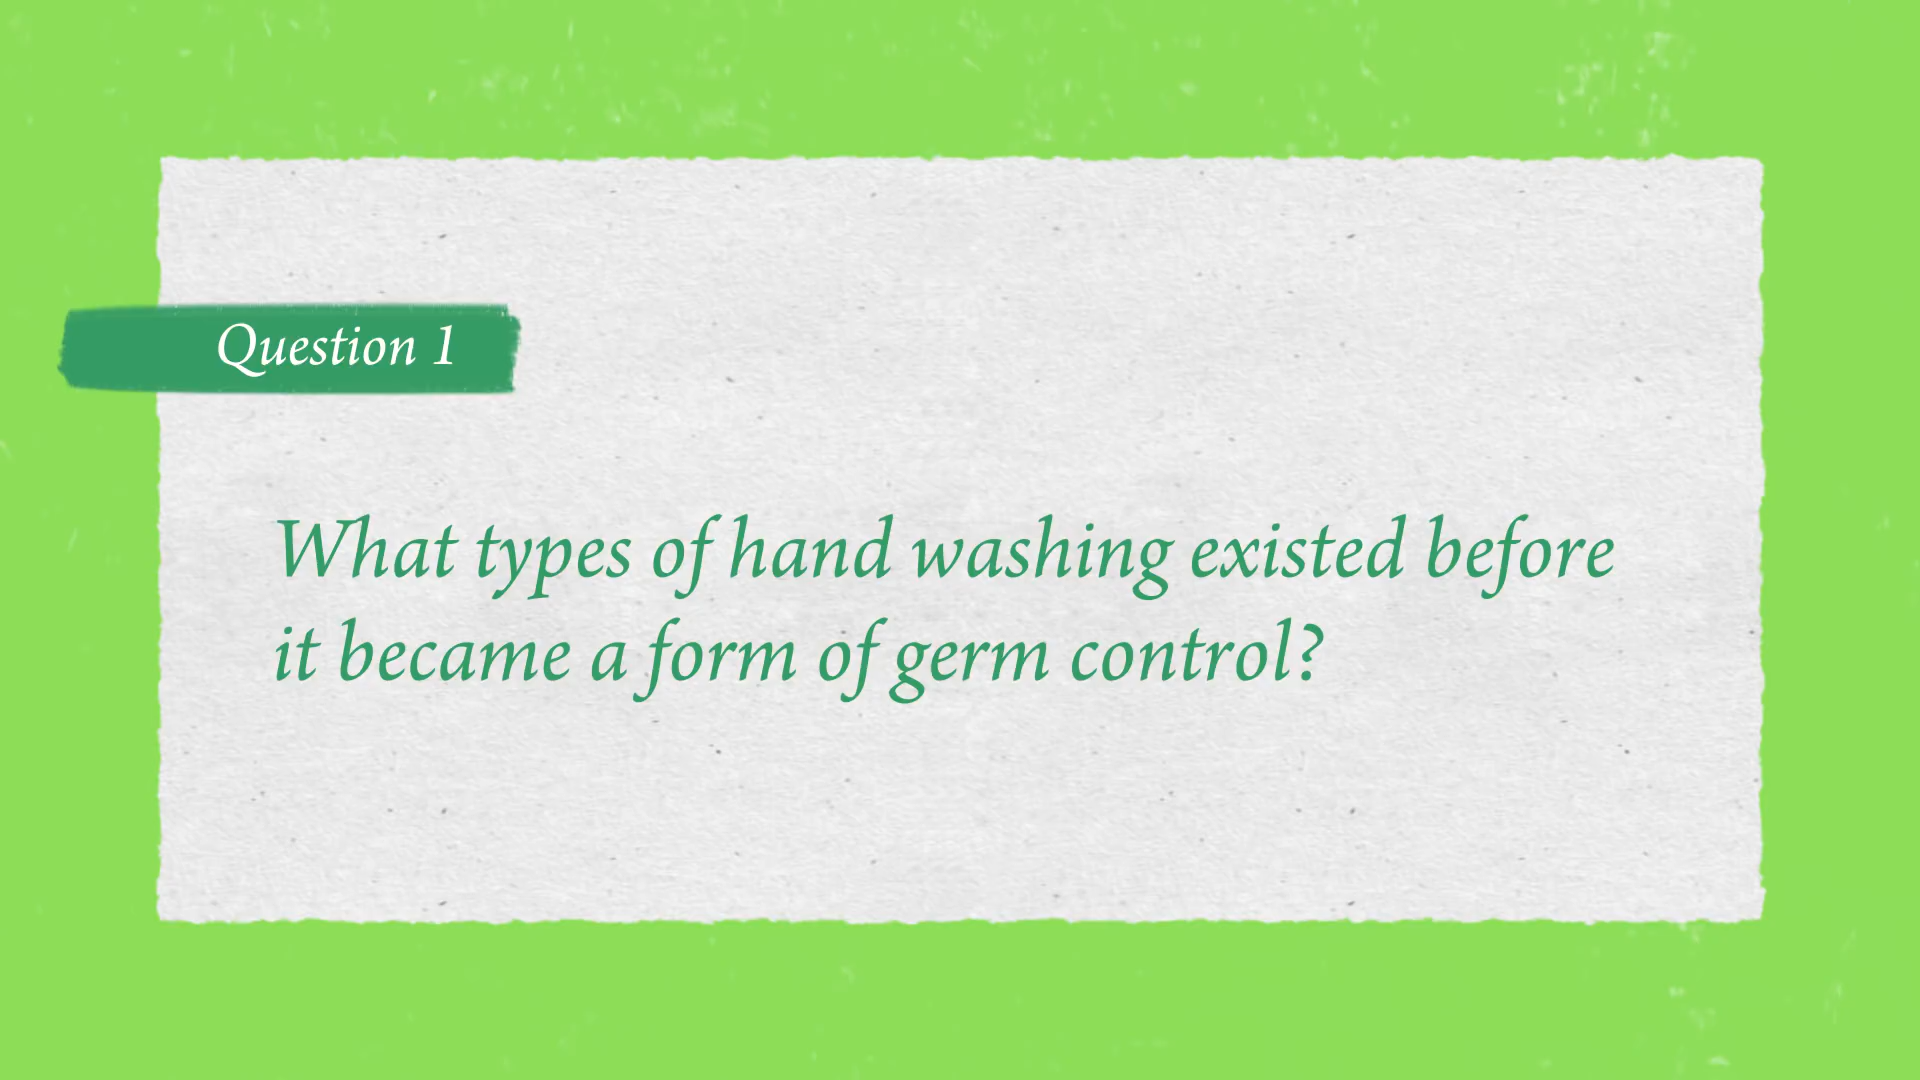 Question 1
What types of hand washing existed before
it became a form of germ control?